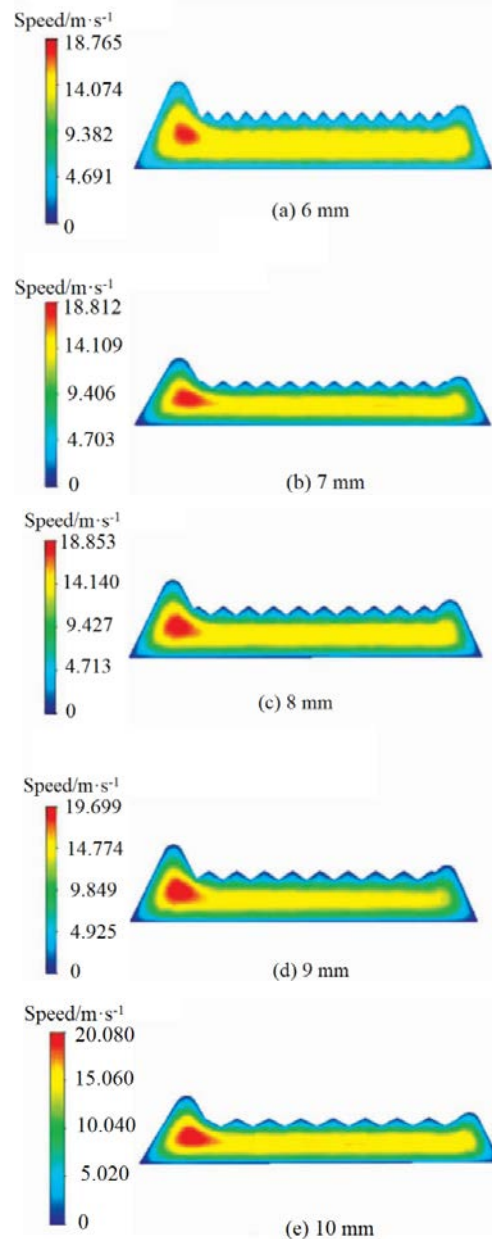 Speed/m·s⁻¹
18.765
14.074
9.382
4.691
0
(a) 6 mm
Speed/m·s⁻¹
18.812
14.109
9.406
4.703
0
(b) 7 mm
Speed/m·s⁻¹
18.853
14.140
9.427
4.713
0
(c) 8 mm
Speed/m·s⁻¹
19.699
14.774
9.849
4.925
0
(d) 9 mm
Speed/m·s⁻¹
20.080
15.060
10.040
5.020
0
(e) 10 mm